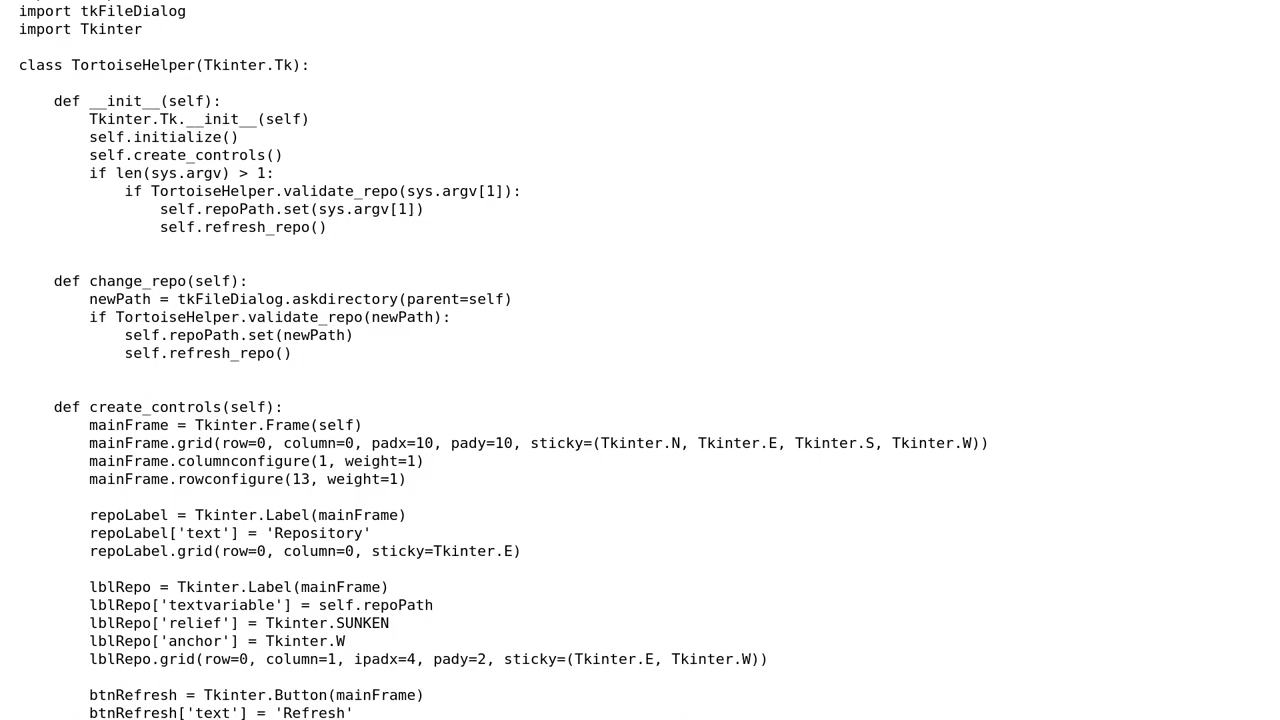 import tkFileDialog
import Tkinter

class TortoiseHelper(Tkinter.Tk):

    def __init__(self):
        Tkinter.Tk.__init__(self)
        self.initialize()
        self.create_controls()
        if len(sys.argv) > 1:
            if TortoiseHelper.validate_repo(sys.argv[1]):
                self.repoPath.set(sys.argv[1])
                self.refresh_repo()


    def change_repo(self):
        newPath = tkFileDialog.askdirectory(parent=self)
        if TortoiseHelper.validate_repo(newPath):
            self.repoPath.set(newPath)
            self.refresh_repo()


    def create_controls(self):
        mainFrame = Tkinter.Frame(self)
        mainFrame.grid(row=0, column=0, padx=10, pady=10, sticky=(Tkinter.N, Tkinter.E, Tkinter.S, Tkinter.W))
        mainFrame.columnconfigure(1, weight=1)
        mainFrame.rowconfigure(13, weight=1)

        repoLabel = Tkinter.Label(mainFrame)
        repoLabel['text'] = 'Repository'
        repoLabel.grid(row=0, column=0, sticky=Tkinter.E)

        lblRepo = Tkinter.Label(mainFrame)
        lblRepo['textvariable'] = self.repoPath
        lblRepo['relief'] = Tkinter.SUNKEN
        lblRepo['anchor'] = Tkinter.W
        lblRepo.grid(row=0, column=1, ipadx=4, pady=2, sticky=(Tkinter.E, Tkinter.W))

        btnRefresh = Tkinter.Button(mainFrame)
        btnRefresh['text'] = 'Refresh'